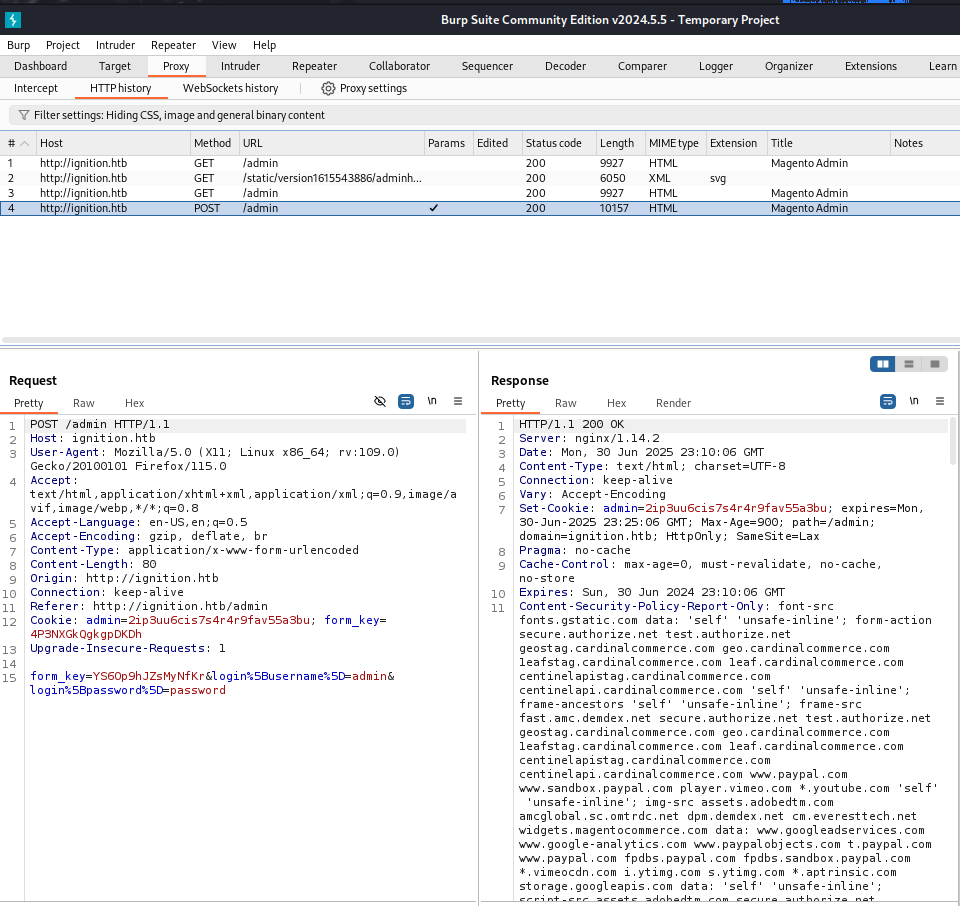 Burp Suite Community Edition v2024.5.5 - Temporary Project
Burp Project Intruder Repeater View Help
Dashboard Target Proxy Intruder Repeater Collaborator Sequencer Decoder Comparer Logger Organizer Extensions Learn
Intercept HTTP history WebSockets history Proxy settings
Filter settings: Hiding CSS, image and general binary content
# Host Method URL Params Edited Status code Length MIME type Extension Title Notes
1 http://ignition.htb GET /admin 200 9927 HTML Magento Admin
2 http://ignition.htb GET /static/version1615543886/adminh... 200 6050 XML svg
3 http://ignition.htb GET /admin 200 9927 HTML Magento Admin
4 http://ignition.htb POST /admin ✓ 200 10157 HTML Magento Admin
Request
Pretty Raw Hex \n
1 POST /admin HTTP/1.1
2 Host: ignition.htb
3 User-Agent: Mozilla/5.0 (X11; Linux x86_64; rv:109.0)
Gecko/20100101 Firefox/115.0
4 Accept:
text/html,application/xhtml+xml,application/xml;q=0.9,image/a
vif,image/webp,*/*;q=0.8
5 Accept-Language: en-US,en;q=0.5
6 Accept-Encoding: gzip, deflate, br
7 Content-Type: application/x-www-form-urlencoded
8 Content-Length: 80
9 Origin: http://ignition.htb
10 Connection: keep-alive
11 Referer: http://ignition.htb/admin
12 Cookie: admin=2ip3uu6cis7s4r4r9fav55a3bu; form_key=
4P3NXGkQgkgpDKDh
13 Upgrade-Insecure-Requests: 1
14
15 form_key=YS6Op9hJZsMyNfKr&login%5Busername%5D=admin&
login%5Bpassword%5D=password
Response
Pretty Raw Hex Render \n
1 HTTP/1.1 200 OK
2 Server: nginx/1.14.2
3 Date: Mon, 30 Jun 2025 23:10:06 GMT
4 Content-Type: text/html; charset=UTF-8
5 Connection: keep-alive
6 Vary: Accept-Encoding
7 Set-Cookie: admin=2ip3uu6cis7s4r4r9fav55a3bu; expires=Mon,
30-Jun-2025 23:25:06 GMT; Max-Age=900; path=/admin;
domain=ignition.htb; HttpOnly; SameSite=Lax
8 Pragma: no-cache
9 Cache-Control: max-age=0, must-revalidate, no-cache,
no-store
10 Expires: Sun, 30 Jun 2024 23:10:06 GMT
11 Content-Security-Policy-Report-Only: font-src
fonts.gstatic.com data: 'self' 'unsafe-inline'; form-action
secure.authorize.net test.authorize.net
geostag.cardinalcommerce.com geo.cardinalcommerce.com
1eafstag.cardinalcommerce.com 1eaf.cardinalcommerce.com
centinelapistag.cardinalcommerce.com
centinelapi.cardinalcommerce.com 'self' 'unsafe-inline';
frame-ancestors 'self' 'unsafe-inline'; frame-src
fast.amc.demdex.net secure.authorize.net test.authorize.net
geostag.cardinalcommerce.com geo.cardinalcommerce.com
1eafstag.cardinalcommerce.com 1eaf.cardinalcommerce.com
centinelapistag.cardinalcommerce.com
centinelapi.cardinalcommerce.com www.paypal.com
www.sandbox.paypal.com player.vimeo.com *.youtube.com 'self'
'unsafe-inline'; img-src assets.adobedtm.com
amcglobal.sc.omtrdc.net dpm.demdex.net cm.everesttech.net
widgets.magentocommerce.com data: www.googleadservices.com
www.google-analytics.com www.paypalobjects.com t.paypal.com
www.paypal.com fpdbs.paypal.com fpdbs.sandbox.paypal.com
*.vimeocdn.com i.ytimg.com s.ytimg.com *.aptrinsic.com
storage.googleapis.com data: 'self' 'unsafe-inline';
script-src assets.adobedtm.com secure.authorize.net